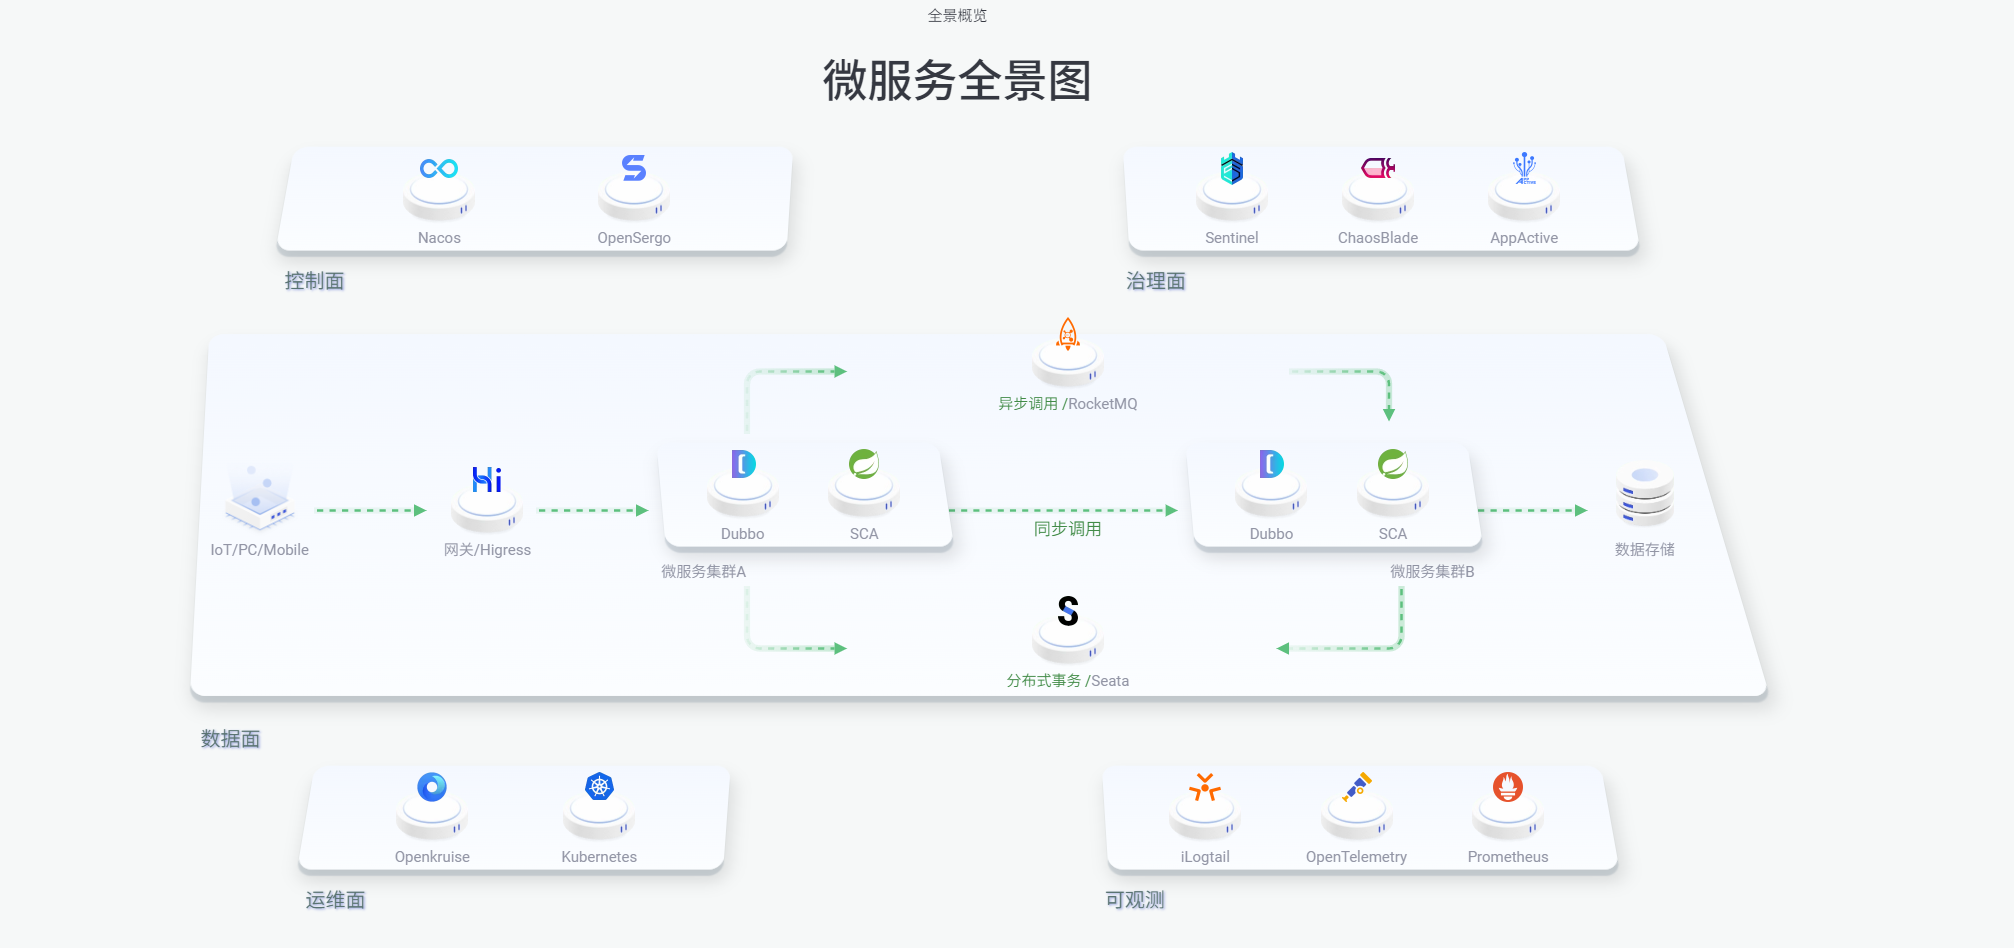 全景概览
微服务全景图
Nacos
OpenSergo
控制面
Sentinel
ChaosBlade
AppActive
治理面
异步调用 /RocketMQ
IoT/PC/Mobile
网关/Higress
Dubbo
SCA
微服务集群A
同步调用
Dubbo
SCA
微服务集群B
数据存储
分布式事务 /Seata
数据面
Openkruise
Kubernetes
运维面
iLogtail
OpenTelemetry
Prometheus
可观测